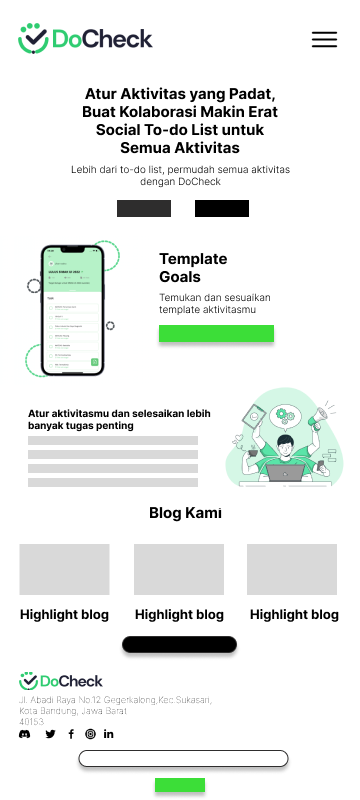 DoCheck
Atur Aktivitas yang Padat,
Buat Kolaborasi Makin Erat
Social To-do List untuk
Semua Aktivitas
Lebih dari to-do list, permudah semua aktivitas
dengan DoCheck
Template
Goals
Temukan dan sesuaikan
template aktivitasmu
Atur aktivitasmu dan selesaikan lebih
banyak tugas penting
Blog Kami
Highlight blog
Highlight blog
Highlight blog
DoCheck
Jl. Abadi Raya No.12 Gegerkalong,Kec.Sukasari,
Kota Bandung, Jawa Barat
40153